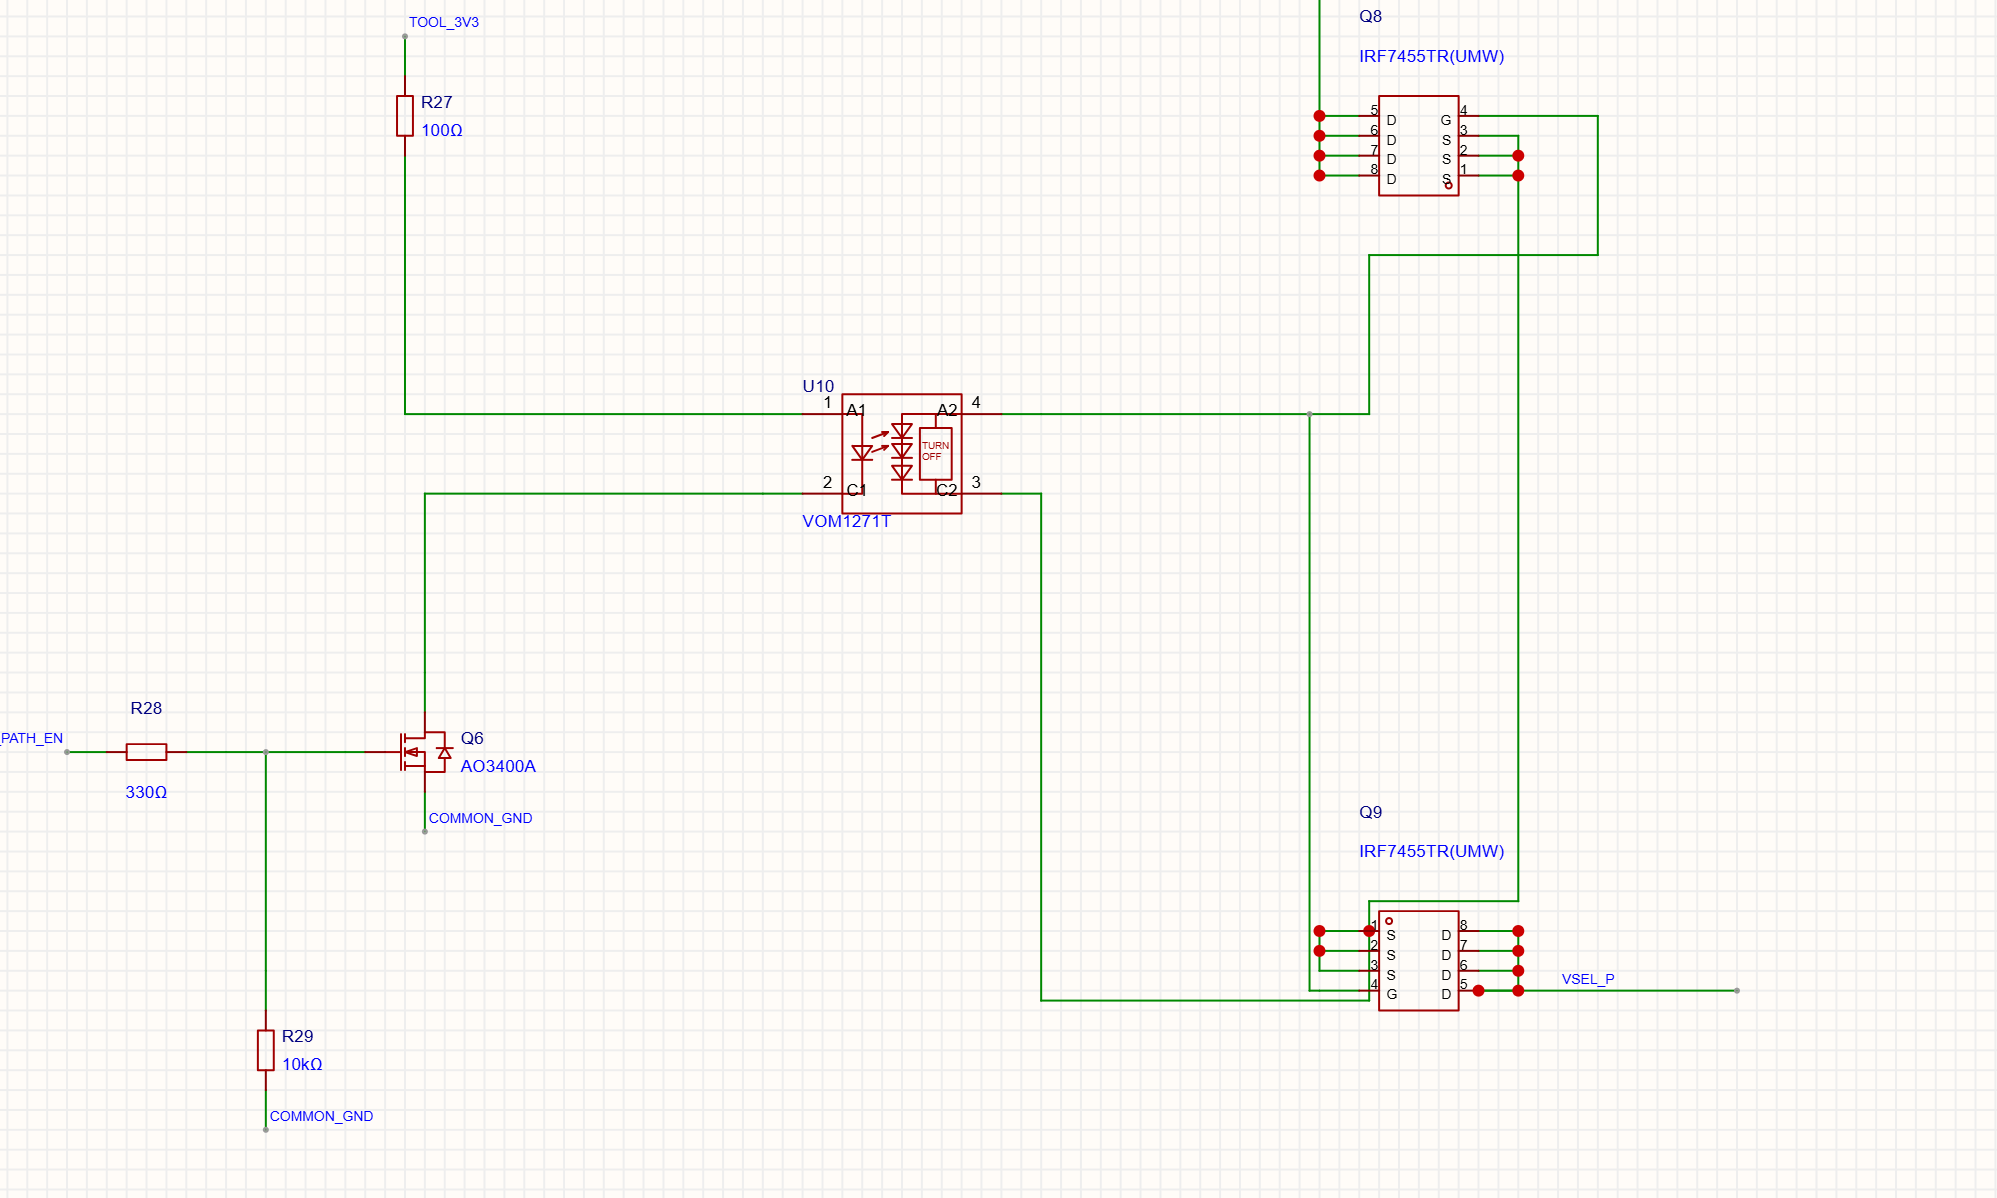 TOOL_3V3
R27
100Ω
Q8
IRF7455TR(UMW)
5
D
6
D
7
D
8
D
4
G
3
S
2
S
1
S
U10
1
A1
2
C1
A2
4
C2
3
TURN
OFF
VOM1271T
_PATH_EN
R28
330Ω
Q6
AO3400A
COMMON_GND
R29
10kΩ
COMMON_GND
Q9
IRF7455TR(UMW)
1
S
2
S
3
S
4
G
8
D
7
D
6
D
5
D
VSEL_P